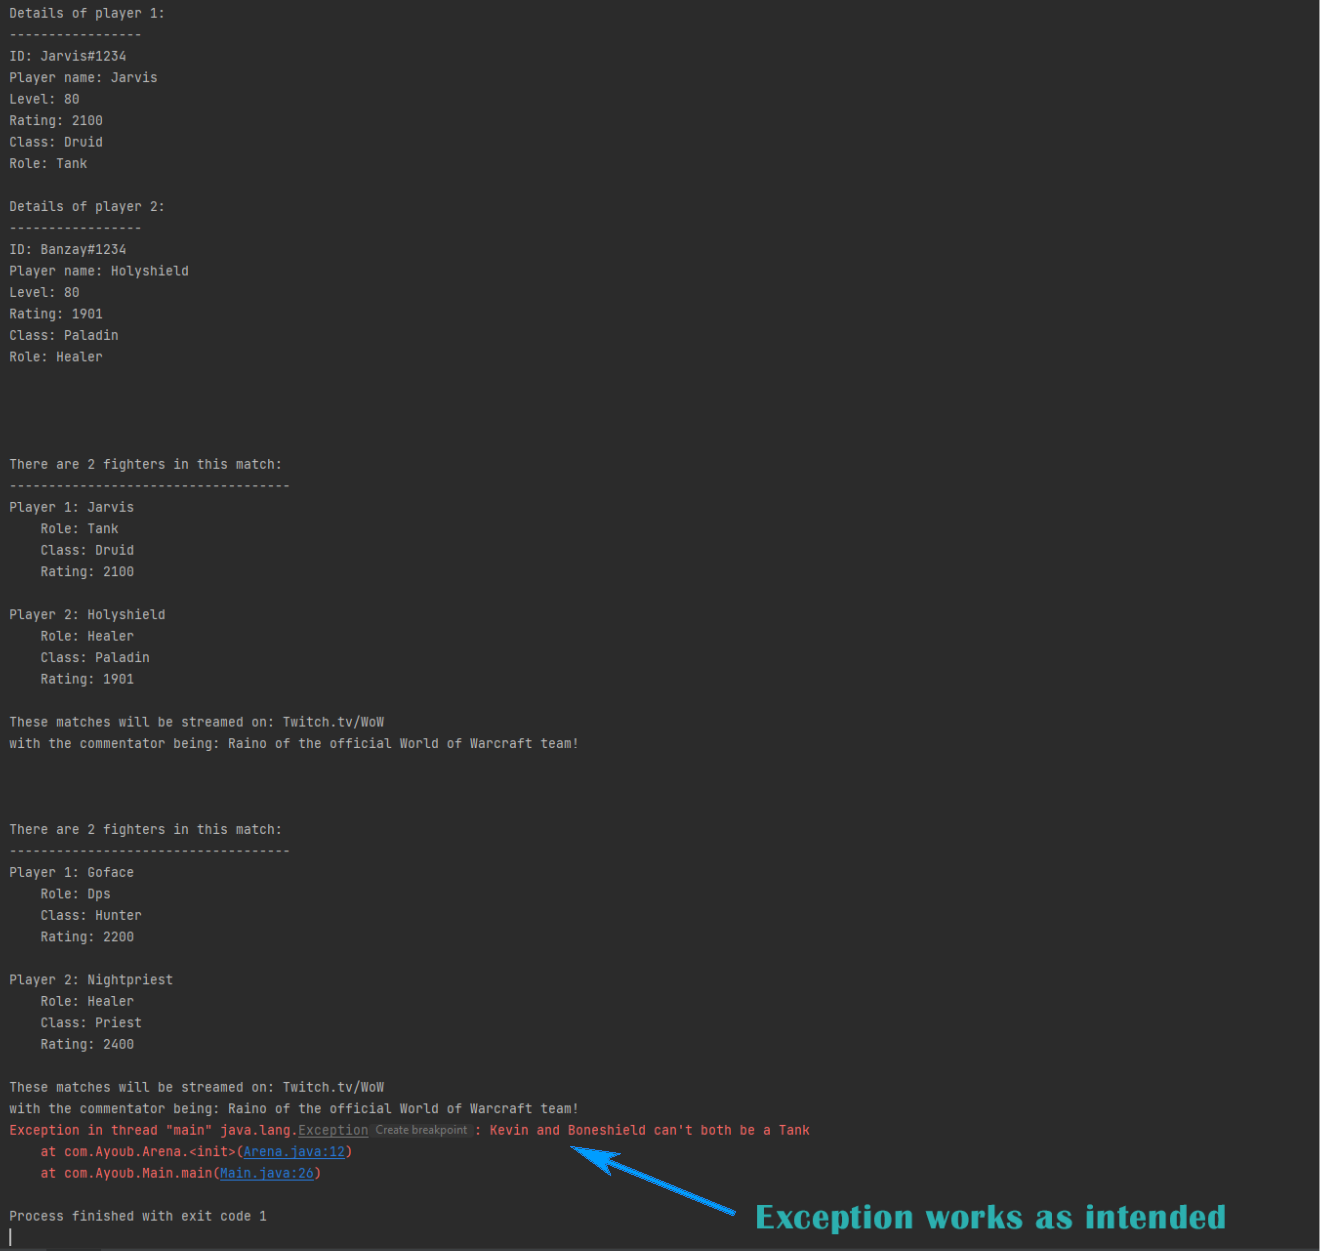 Details of player 1:
-----------------
ID: Jarvis#1234
Player name: Jarvis
Level: 80
Rating: 2100
Class: Druid
Role: Tank
Details of player 2:
-----------------
ID: Banzay#1234
Player name: Holyshield
Level: 80
Rating: 1901
Class: Paladin
Role: Healer
There are 2 fighters in this match:
------------------------------------
Player 1: Jarvis
Role: Tank
Class: Druid
Rating: 2100
Player 2: Holyshield
Role: Healer
Class: Paladin
Rating: 1901
These matches will be streamed on: Twitch.tv/WoW
with the commentator being: Raino of the official World of Warcraft team!
There are 2 fighters in this match:
------------------------------------
Player 1: Goface
Role: Dps
Class: Hunter
Rating: 2200
Player 2: Nightpriest
Role: Healer
Class: Priest
Rating: 2400
These matches will be streamed on: Twitch.tv/WoW
with the commentator being: Raino of the official World of Warcraft team!
Exception in thread "main" java.lang.Exception Create breakpoint : Kevin and Boneshield can't both be a Tank
at com.Ayoub.Arena.<init>(Arena.java:12)
at com.Ayoub.Main.main(Main.java:26)
Process finished with exit code 1
Exception works as intended